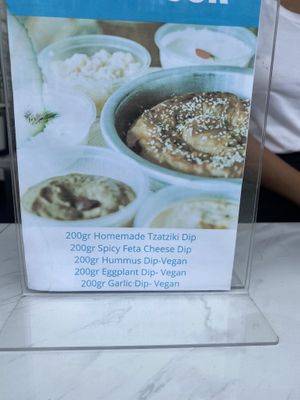 200gr Homemade Tzatziki Dip
200gr Spicy Feta Cheese Dip
200gr Hummus Dip-Vegan
200gr Eggplant Dip- Vegan
200gr Garlic Dip- Vegan